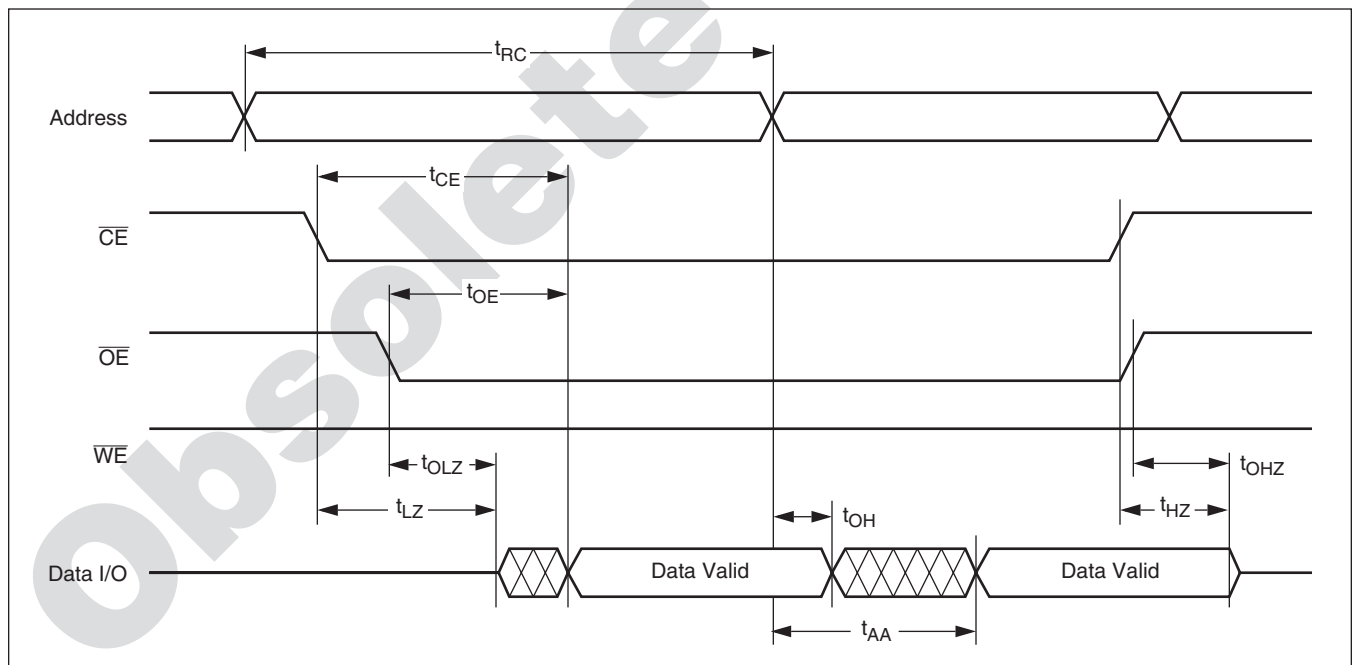 Obsolete
tRC
Address
tCE
CE
tOE
OE
WE
tOLZ
tOHZ
tLZ
tHZ
tOH
Data I/O
Data Valid
Data Valid
tAA